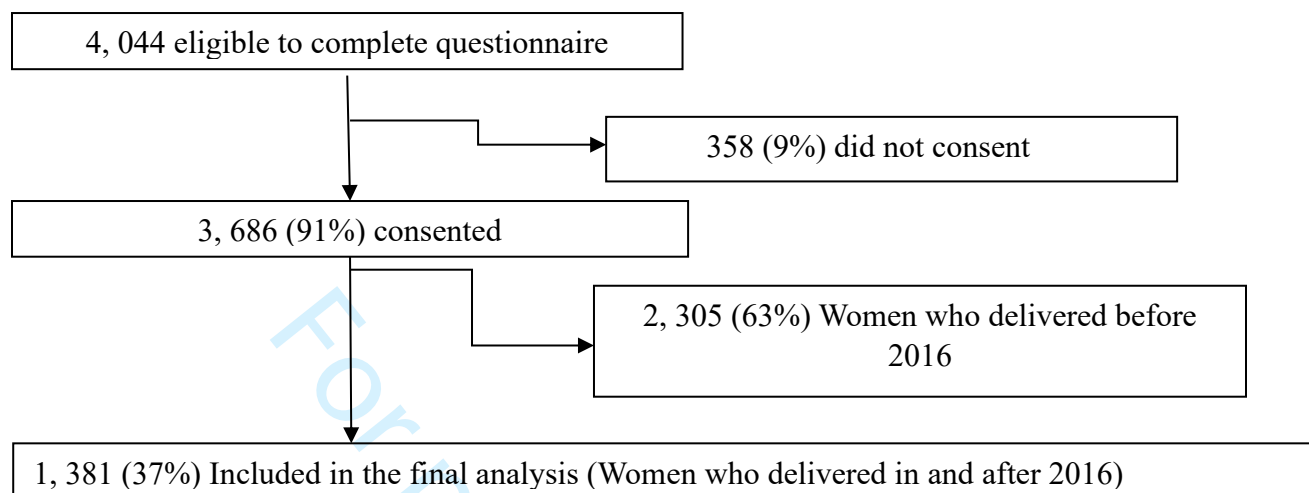 4, 044 eligible to complete questionnaire
358 (9%) did not consent
3, 686 (91%) consented
2, 305 (63%) Women who delivered before
2016
1, 381 (37%) Included in the final analysis (Women who delivered in and after 2016)
For